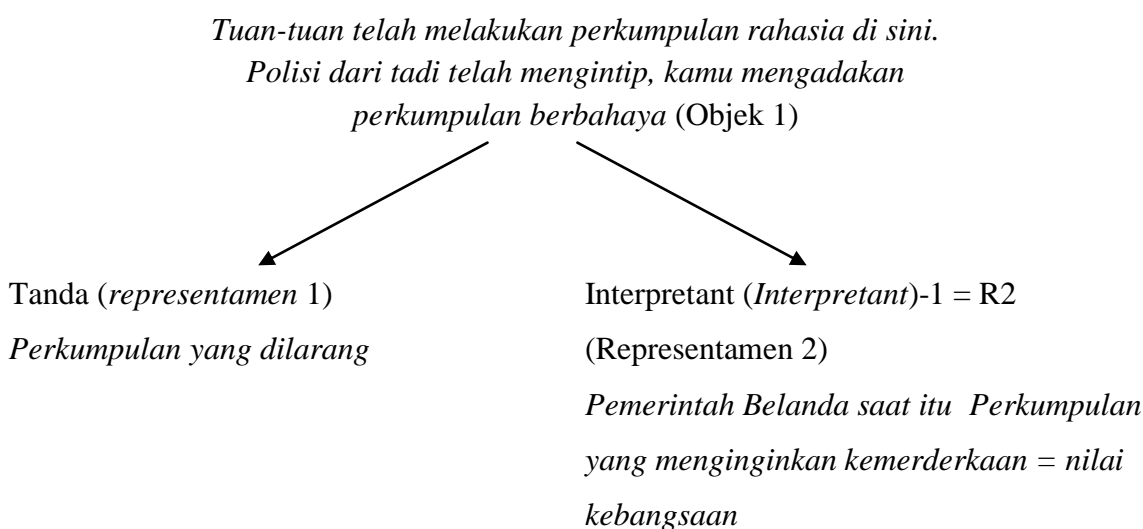 Tuan-tuan telah melakukan perkumpulan rahasia di sini.
Polisi dari tadi telah mengintip, kamu mengadakan
perkumpulan berbahaya (Objek 1)
Tanda (representamen 1)
Perkumpulan yang dilarang
Interpretant (Interpretant)-1 = R2
(Representamen 2)
Pemerintah Belanda saat itu  Perkumpulan
yang menginginkan kemerderkaan = nilai
kebangsaan